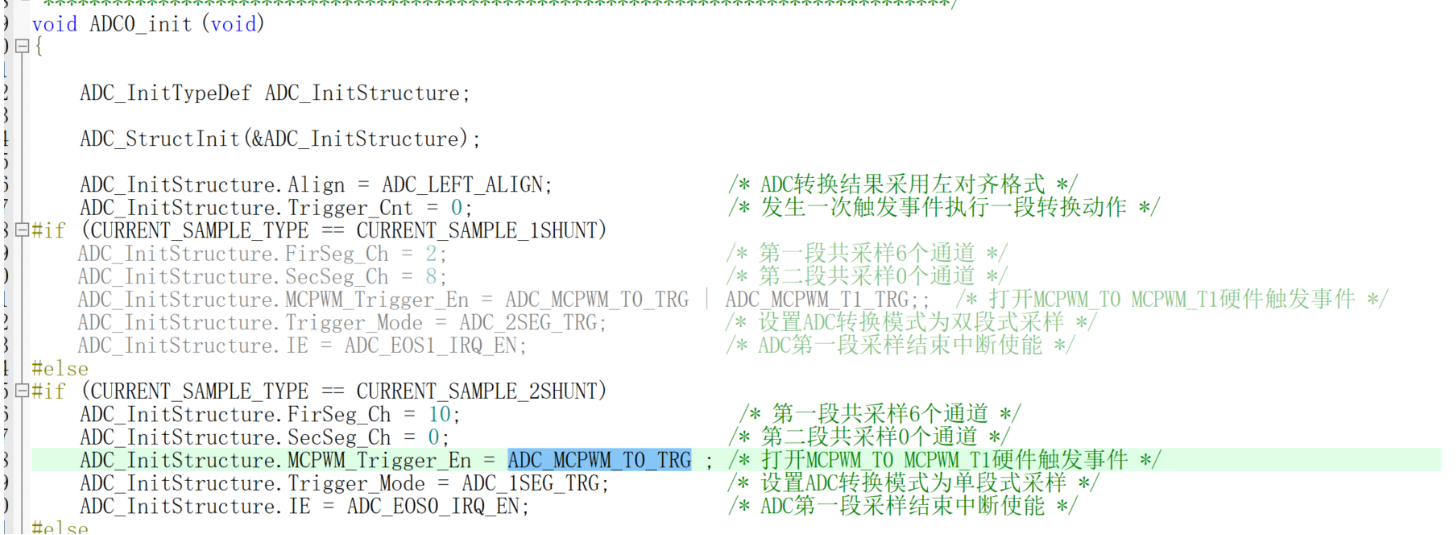 void ADC0_init(void)
{
ADC_InitTypeDef ADC_InitStructure;
ADC_StructInit(&ADC_InitStructure);
ADC_InitStructure.Align = ADC_LEFT_ALIGN; /* ADC转换结果采用左对齐格式 */
ADC_InitStructure.Trigger_Cnt = 0; /* 发生一次触发事件执行一段转换动作 */
#if (CURRENT_SAMPLE_TYPE == CURRENT_SAMPLE_1SHUNT)
ADC_InitStructure.FirSeg_Ch = 2; /* 第一段共采样6个通道 */
ADC_InitStructure.SecSeg_Ch = 8; /* 第二段共采样0个通道 */
ADC_InitStructure.MCPWM_Trigger_En = ADC_MCPWM_T0_TRG | ADC_MCPWM_T1_TRG;; /* 打开MCPWM_T0 MCPWM_T1硬件触发事件 */
ADC_InitStructure.Trigger_Mode = ADC_2SEG_TRG; /* 设置ADC转换模式为双段式采样 */
ADC_InitStructure.IE = ADC_EOS1_IRQ_EN; /* ADC第一段采样结束中断使能 */
#else
#if (CURRENT_SAMPLE_TYPE == CURRENT_SAMPLE_2SHUNT)
ADC_InitStructure.FirSeg_Ch = 10; /* 第一段共采样6个通道 */
ADC_InitStructure.SecSeg_Ch = 0; /* 第二段共采样0个通道 */
ADC_InitStructure.MCPWM_Trigger_En = ADC_MCPWM_T0_TRG ; /* 打开MCPWM_T0 MCPWM_T1硬件触发事件 */
ADC_InitStructure.Trigger_Mode = ADC_1SEG_TRG; /* 设置ADC转换模式为单段式采样 */
ADC_InitStructure.IE = ADC_EOS0_IRQ_EN; /* ADC第一段采样结束中断使能 */
#else